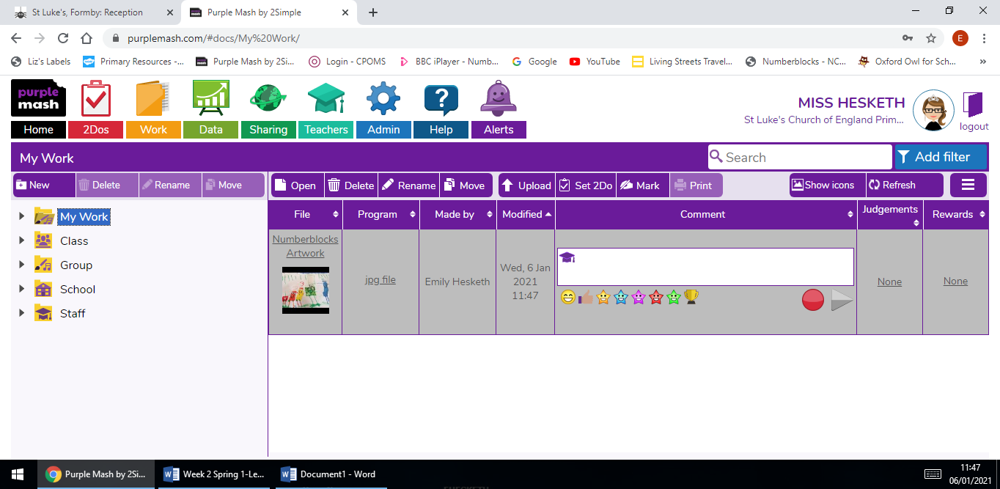 St Luke's, Formby: Reception
Purple Mash by 2Simple
purplemash.com/#docs/My%20Work/
E
Liz's Labels
Primary Resources -...
Purple Mash by 2Si...
Login - CPOMS
BBC iPlayer - Numb...
Google
YouTube
Living Streets Travel...
Numberblocks - NC...
Oxford Owl for Sch...
»
purple
mash
Home
2Dos
Work
Data
Sharing
Teachers
Admin
Help
Alerts
MISS HESKETH
St Luke's Church of England Prim...
logout
My Work
Search
Add filter
New
Delete
Rename
Move
Open
Delete
Rename
Move
Upload
Set 2Do
Mark
Print
Show icons
Refresh
My Work
Class
Group
School
Staff
File
Program
Made by
Modified
Comment
Judgements
Rewards
Numberblocks
Artwork
jpg file
Emily Hesketh
Wed, 6 Jan
2021
11:47
None
None
Purple Mash by 2Si...
Week 2 Spring 1-Le...
Document1 - Word
11:47
06/01/2021